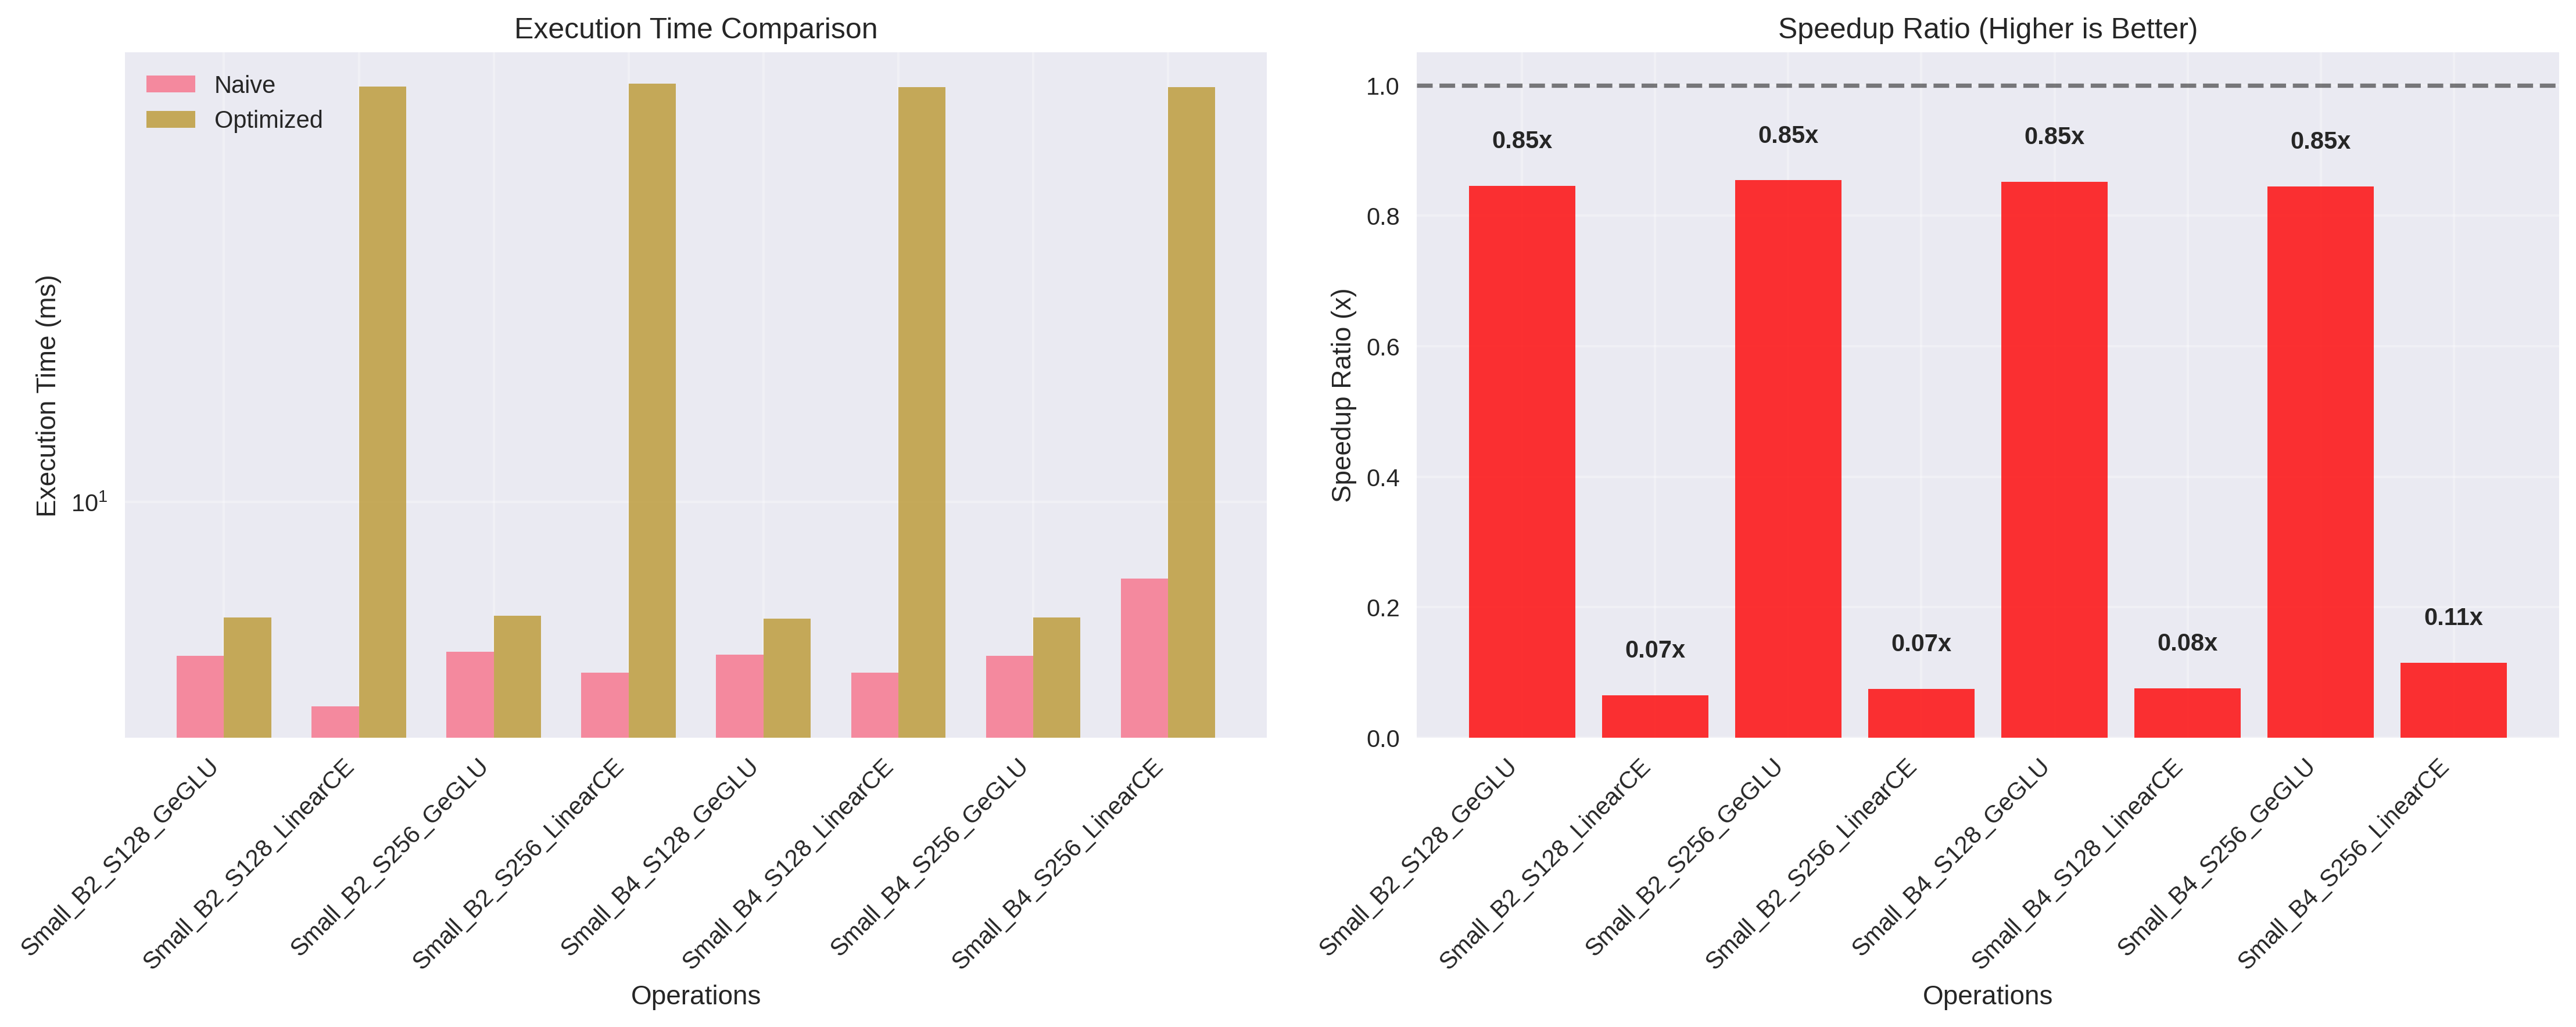 Execution Time Comparison
Naive
Optimized
Execution Time (ms)
10¹
Small_B2_S128_GeGLU
Small_B2_S128_LinearCE
Small_B2_S256_GeGLU
Small_B2_S256_LinearCE
Small_B4_S128_GeGLU
Small_B4_S128_LinearCE
Small_B4_S256_GeGLU
Small_B4_S256_LinearCE
Operations
Speedup Ratio (Higher is Better)
Speedup Ratio (x)
1.0
0.8
0.6
0.4
0.2
0.0
0.85x
0.07x
0.85x
0.07x
0.85x
0.08x
0.85x
0.11x
Small_B2_S128_GeGLU
Small_B2_S128_LinearCE
Small_B2_S256_GeGLU
Small_B2_S256_LinearCE
Small_B4_S128_GeGLU
Small_B4_S128_LinearCE
Small_B4_S256_GeGLU
Small_B4_S256_LinearCE
Operations